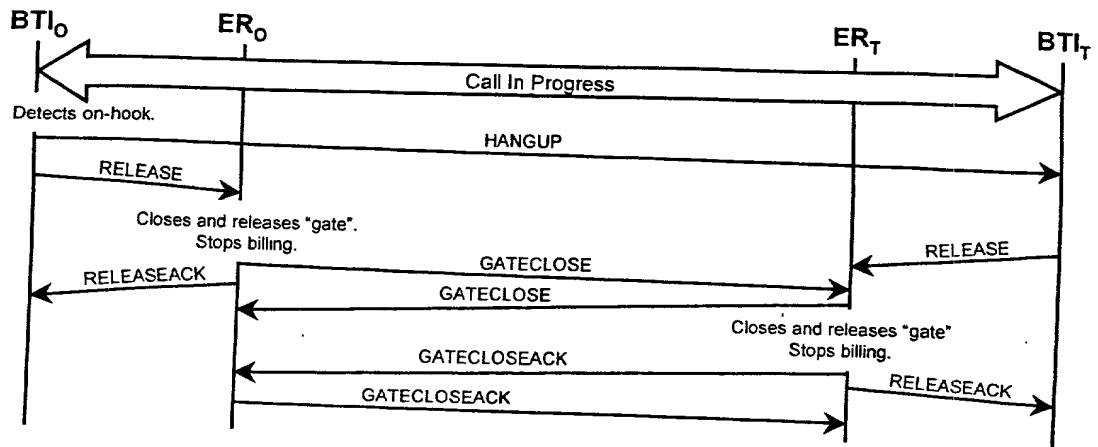 BTIO
ERO
ERT
BTIT
Call In Progress
Detects on-hook.
HANGUP
RELEASE
Closes and releases "gate".
Stops billing.
RELEASE
GATECLOSE
RELEASEACK
GATECLOSE
Closes and releases "gate"
Stops billing.
GATECLOSEACK
RELEASEACK
GATECLOSEACK